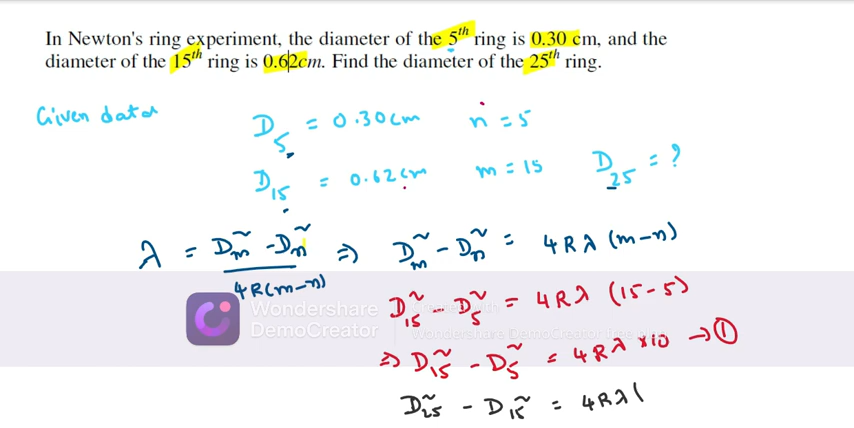 In Newton's ring experiment, the diameter of the 5th ring is 0.30 cm, and the
diameter of the 15th ring is 0.62cm. Find the diameter of the 25th ring.
Given data
D₅ = 0.30cm n = 5
D₁₅ = 0.62cm m = 15 D₂₅ = ?
λ = (Dₘ² - Dₙ²) / 4R(m-n) ⇒ Dₘ² - Dₙ² = 4Rλ(m-n)
D₁₅² - D₅² = 4Rλ (15-5)
⇒ D₁₅² - D₅² = 4Rλ×10 → ①
D₂₅² - D₁₅² = 4Rλ(
Wondershare
DemoCreator